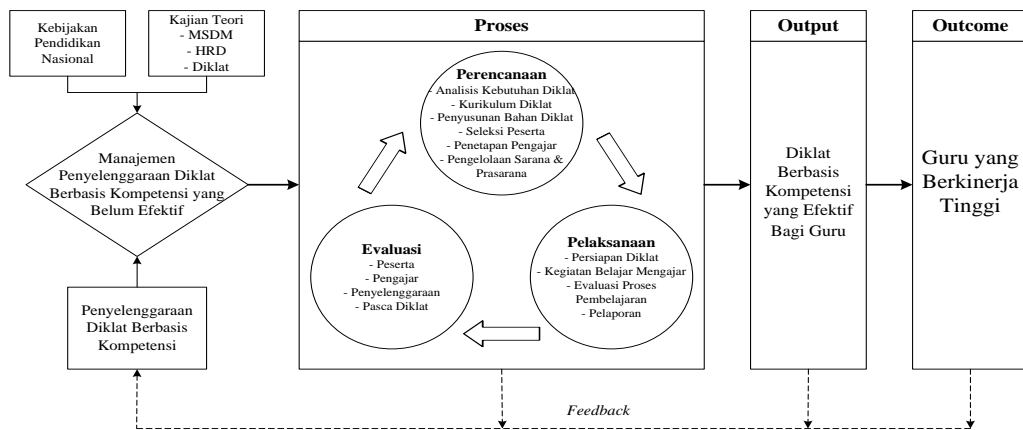 Kebijakan
Pendidikan
Nasional
Kajian Teori
- MSDM
- HRD
- Diklat
Manajemen
Penyelenggaraan Diklat
Berbasis Kompetensi yang
Belum Efektif
Penyelenggaraan
Diklat Berbasis
Kompetensi
Proses
Perencanaan
- Analisis Kebutuhan Diklat
- Kurikulum Diklat
- Penyusunan Bahan Diklat
- Seleksi Peserta
- Penetapan Pengajar
- Pengelolaan Sarana &
Prasarana
Pelaksanaan
- Persiapan Diklat
- Kegiatan Belajar Mengajar
- Evaluasi Proses
Pembelajaran
- Pelaporan
Evaluasi
- Peserta
- Pengajar
- Penyelenggaraan
- Pasca Diklat
Output
Diklat
Berbasis
Kompetensi
yang Efektif
Bagi Guru
Outcome
Guru yang
Berkinerja
Tinggi
Feedback